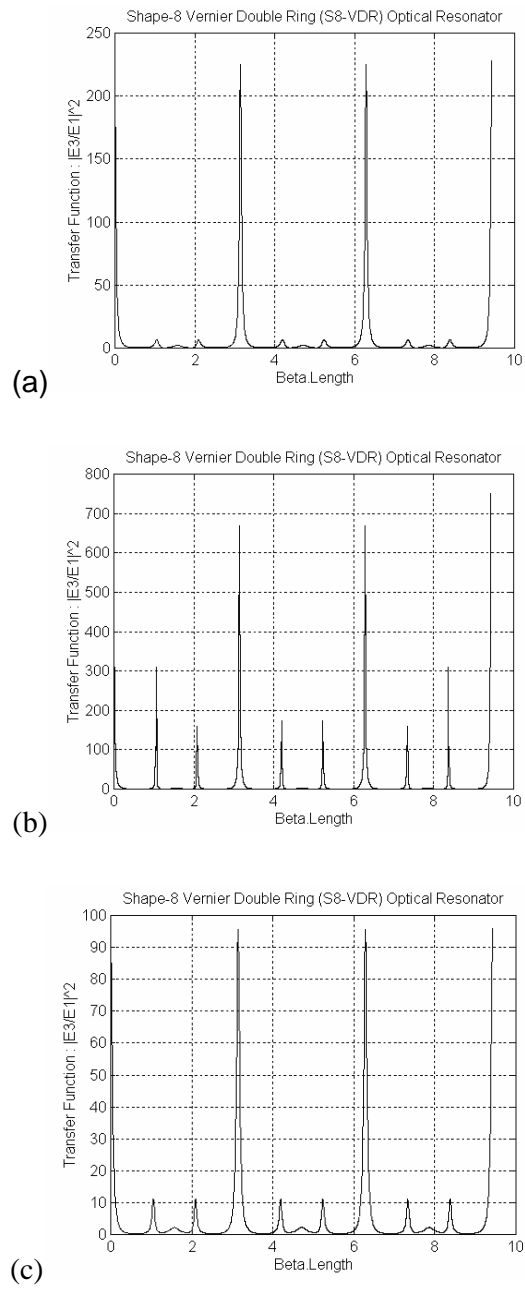 Shape-8 Vernier Double Ring (S8-VDR) Optical Resonator
250
200
150
100
50
0
Transfer Function : |E3/E1|^2
0 2 4 6 8 10
Beta.Length
(a)
Shape-8 Vernier Double Ring (S8-VDR) Optical Resonator
800
700
600
500
400
300
200
100
0
Transfer Function : |E3/E1|^2
0 2 4 6 8 10
Beta.Length
(b)
Shape-8 Vernier Double Ring (S8-VDR) Optical Resonator
100
90
80
70
60
50
40
30
20
10
0
Transfer Function : |E3/E1|^2
0 2 4 6 8 10
Beta.Length
(c)